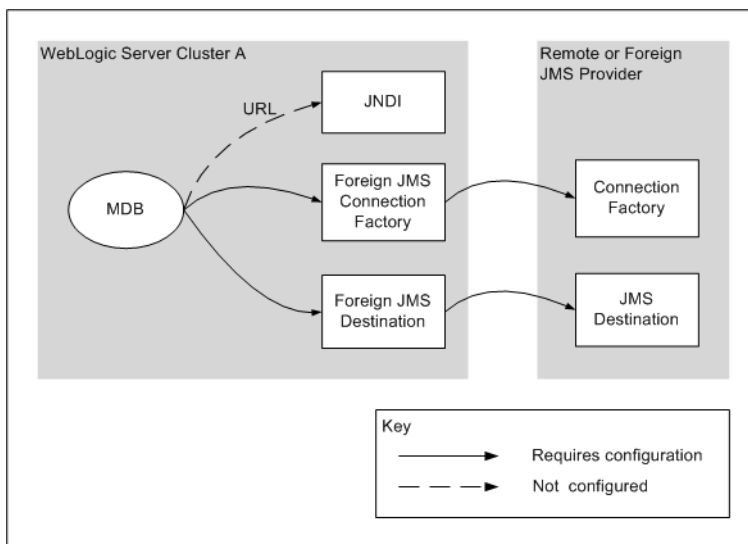 WebLogic Server Cluster A
Remote or Foreign
JMS Provider
URL
JNDI
MDB
Foreign JMS
Connection
Factory
Connection
Factory
Foreign JMS
Destination
JMS
Destination
Key
Requires configuration
Not configured